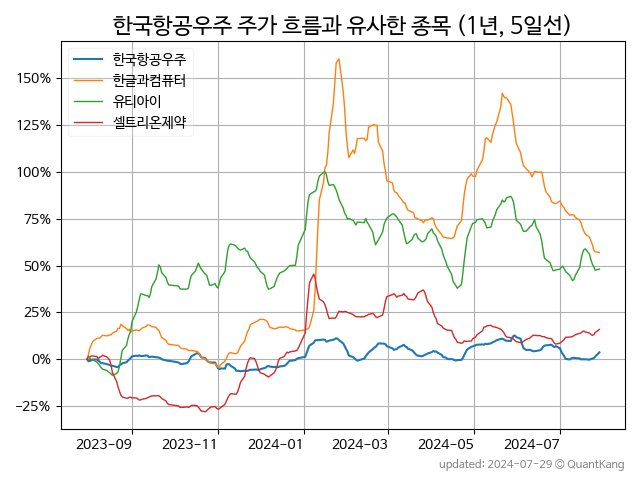 한국항공우주 주가 흐름과 유사한 종목 (1년, 5일선)
한국항공우주
한글과컴퓨터
유티아이
셀트리온제약
150%
125%
100%
75%
50%
25%
0%
−25%
2023−09
2023−11
2024−01
2024−03
2024−05
2024−07
updated: 2024-07-29 © QuantKang